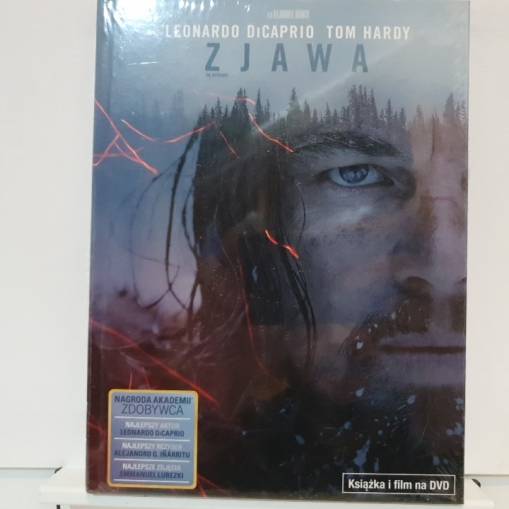 LEONARDO DiCAPRIO TOM HARDY
ZJAWA
NAGRODA AKADEMII
ZDOBYWCA
NAJLEPSZY AKTOR
LEONARDO DiCAPRIO
NAJLEPSZY REŻYSER
ALEJANDRO G. IÑÁRRITU
NAJLEPSZE ZDJĘCIA
EMMANUEL LUBEZKI
Książka i film na DVD